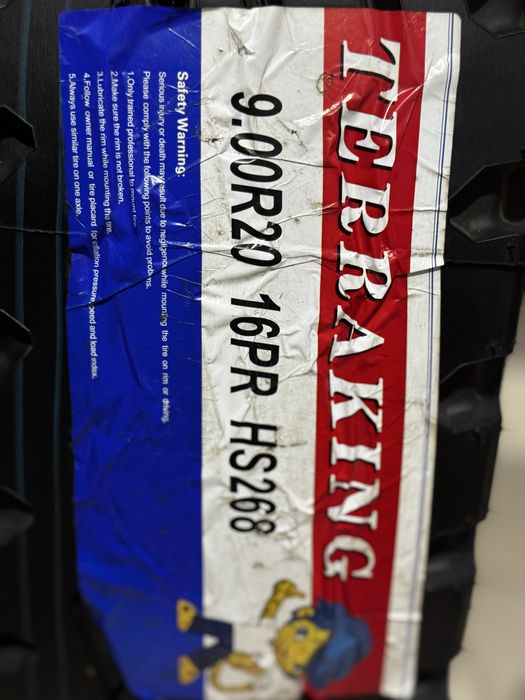 TERRAKING
9.00R20 16PR HS268
Safety Warning:
Serious injury or death may result due to negligence while mounting the tire on rim or driving.
Please comply with the following points to avoid problems.
1.Only trained professional to mount tire.
2.Make sure the rim is not broken.
3.Lubricate the rim while mounting the tire.
4.Follow owner manual or tire placard for inflation pressure, speed and load index.
5.Always use similar tire on one axle.